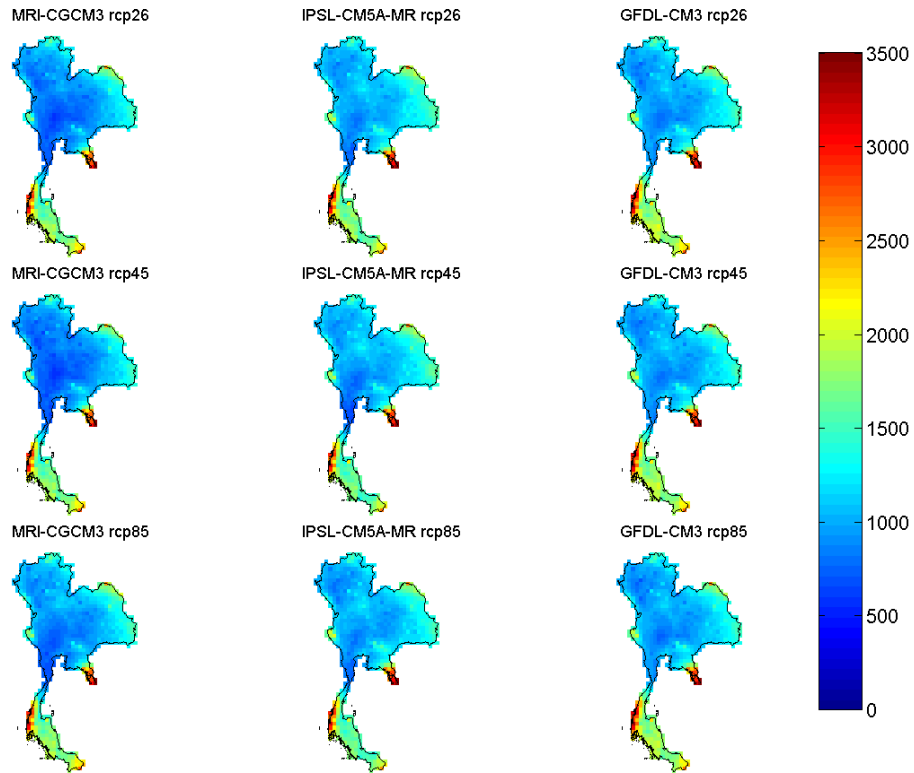 MRI-CGCM3 rcp26
IPSL-CM5A-MR rcp26
GFDL-CM3 rcp26
3500
3000
2500
MRI-CGCM3 rcp45
IPSL-CM5A-MR rcp45
GFDL-CM3 rcp45
2000
1500
1000
MRI-CGCM3 rcp85
IPSL-CM5A-MR rcp85
GFDL-CM3 rcp85
500
0